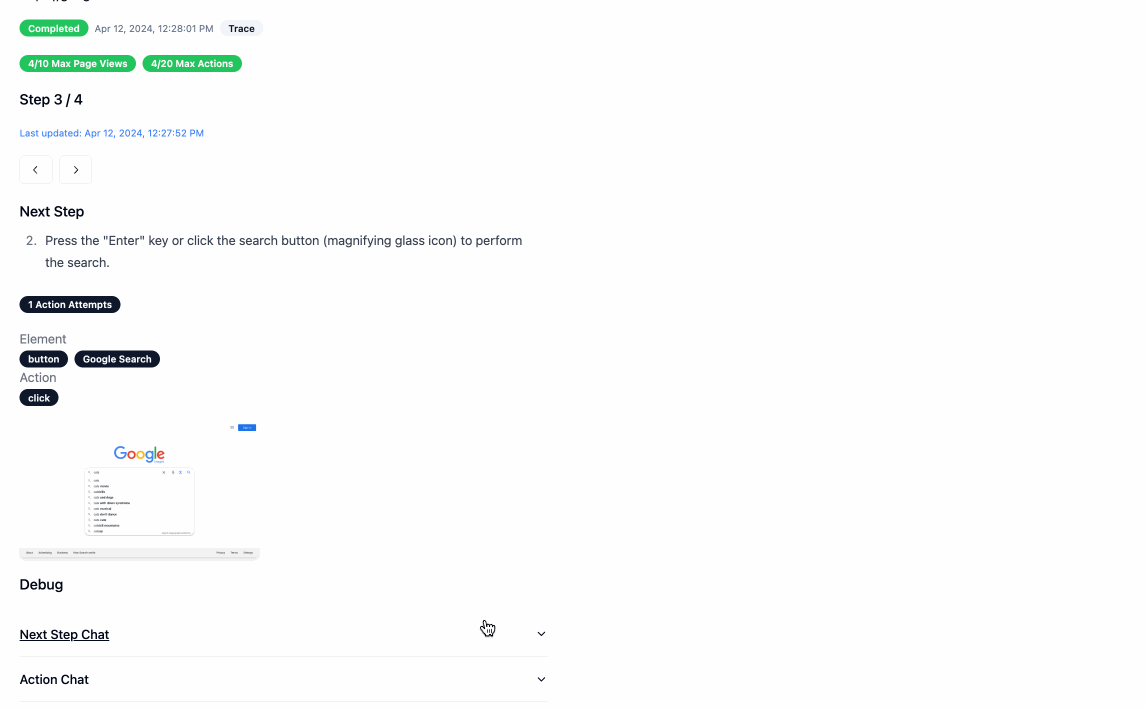 Completed Apr 12, 2024, 12:28:01 PM Trace
4/10 Max Page Views 4/20 Max Actions
Step 3 / 4
Last updated: Apr 12, 2024, 12:27:52 PM
Next Step
2. Press the "Enter" key or click the search button (magnifying glass icon) to perform
the search.
1 Action Attempts
Element
button Google Search
Action
click
Google
Debug
Next Step Chat
Action Chat